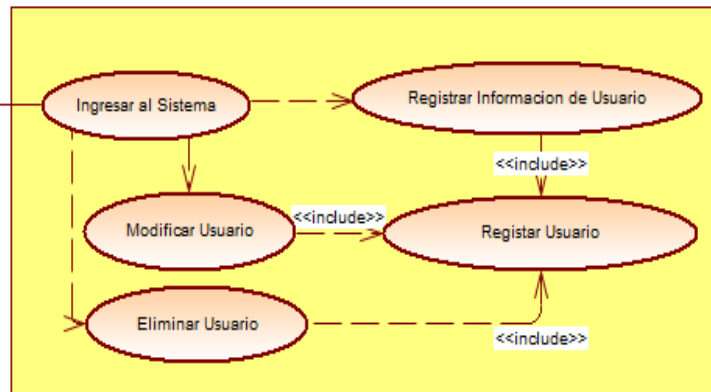 Ingresar al Sistema
Registrar Informacion de Usuario
<<include>>
Modificar Usuario
<<include>>
Registar Usuario
Eliminar Usuario
<<include>>